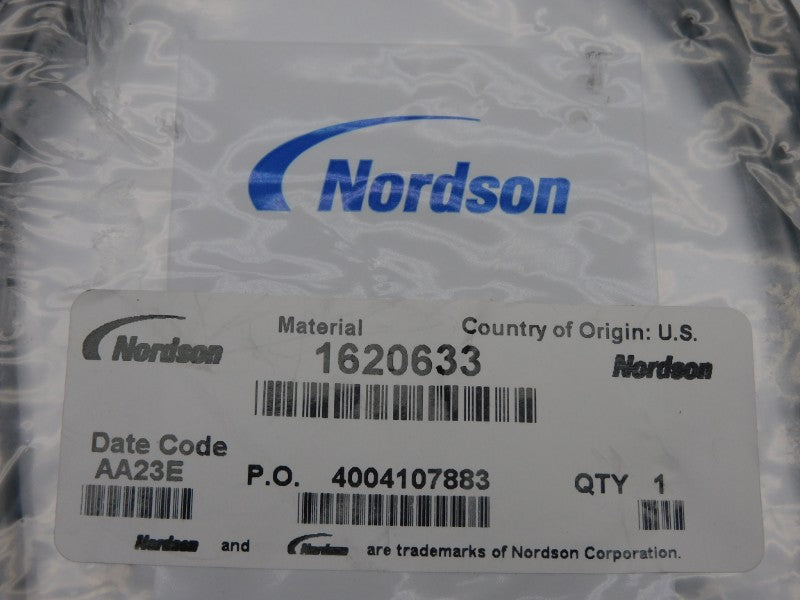 Nordson
Nordson Material Country of Origin: U.S.
1620633 Nordson
Date Code
AA23E P.O. 4004107883 QTY 1
Nordson and Nordson are trademarks of Nordson Corporation.